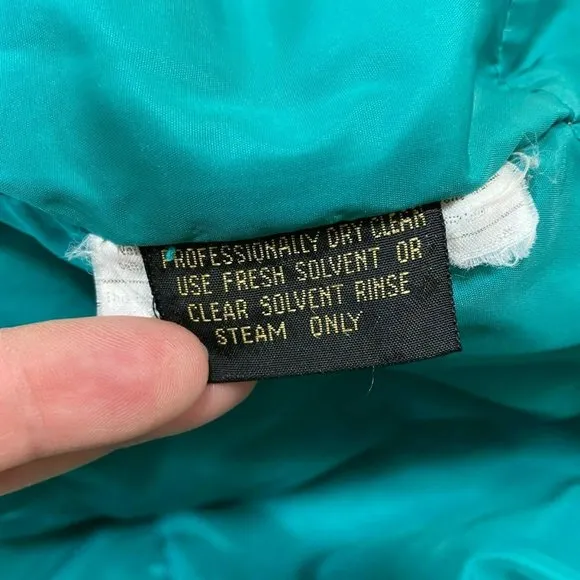 PROFESSIONALLY DRY CLEAN
USE FRESH SOLVENT OR
CLEAR SOLVENT RINSE
STEAM ONLY